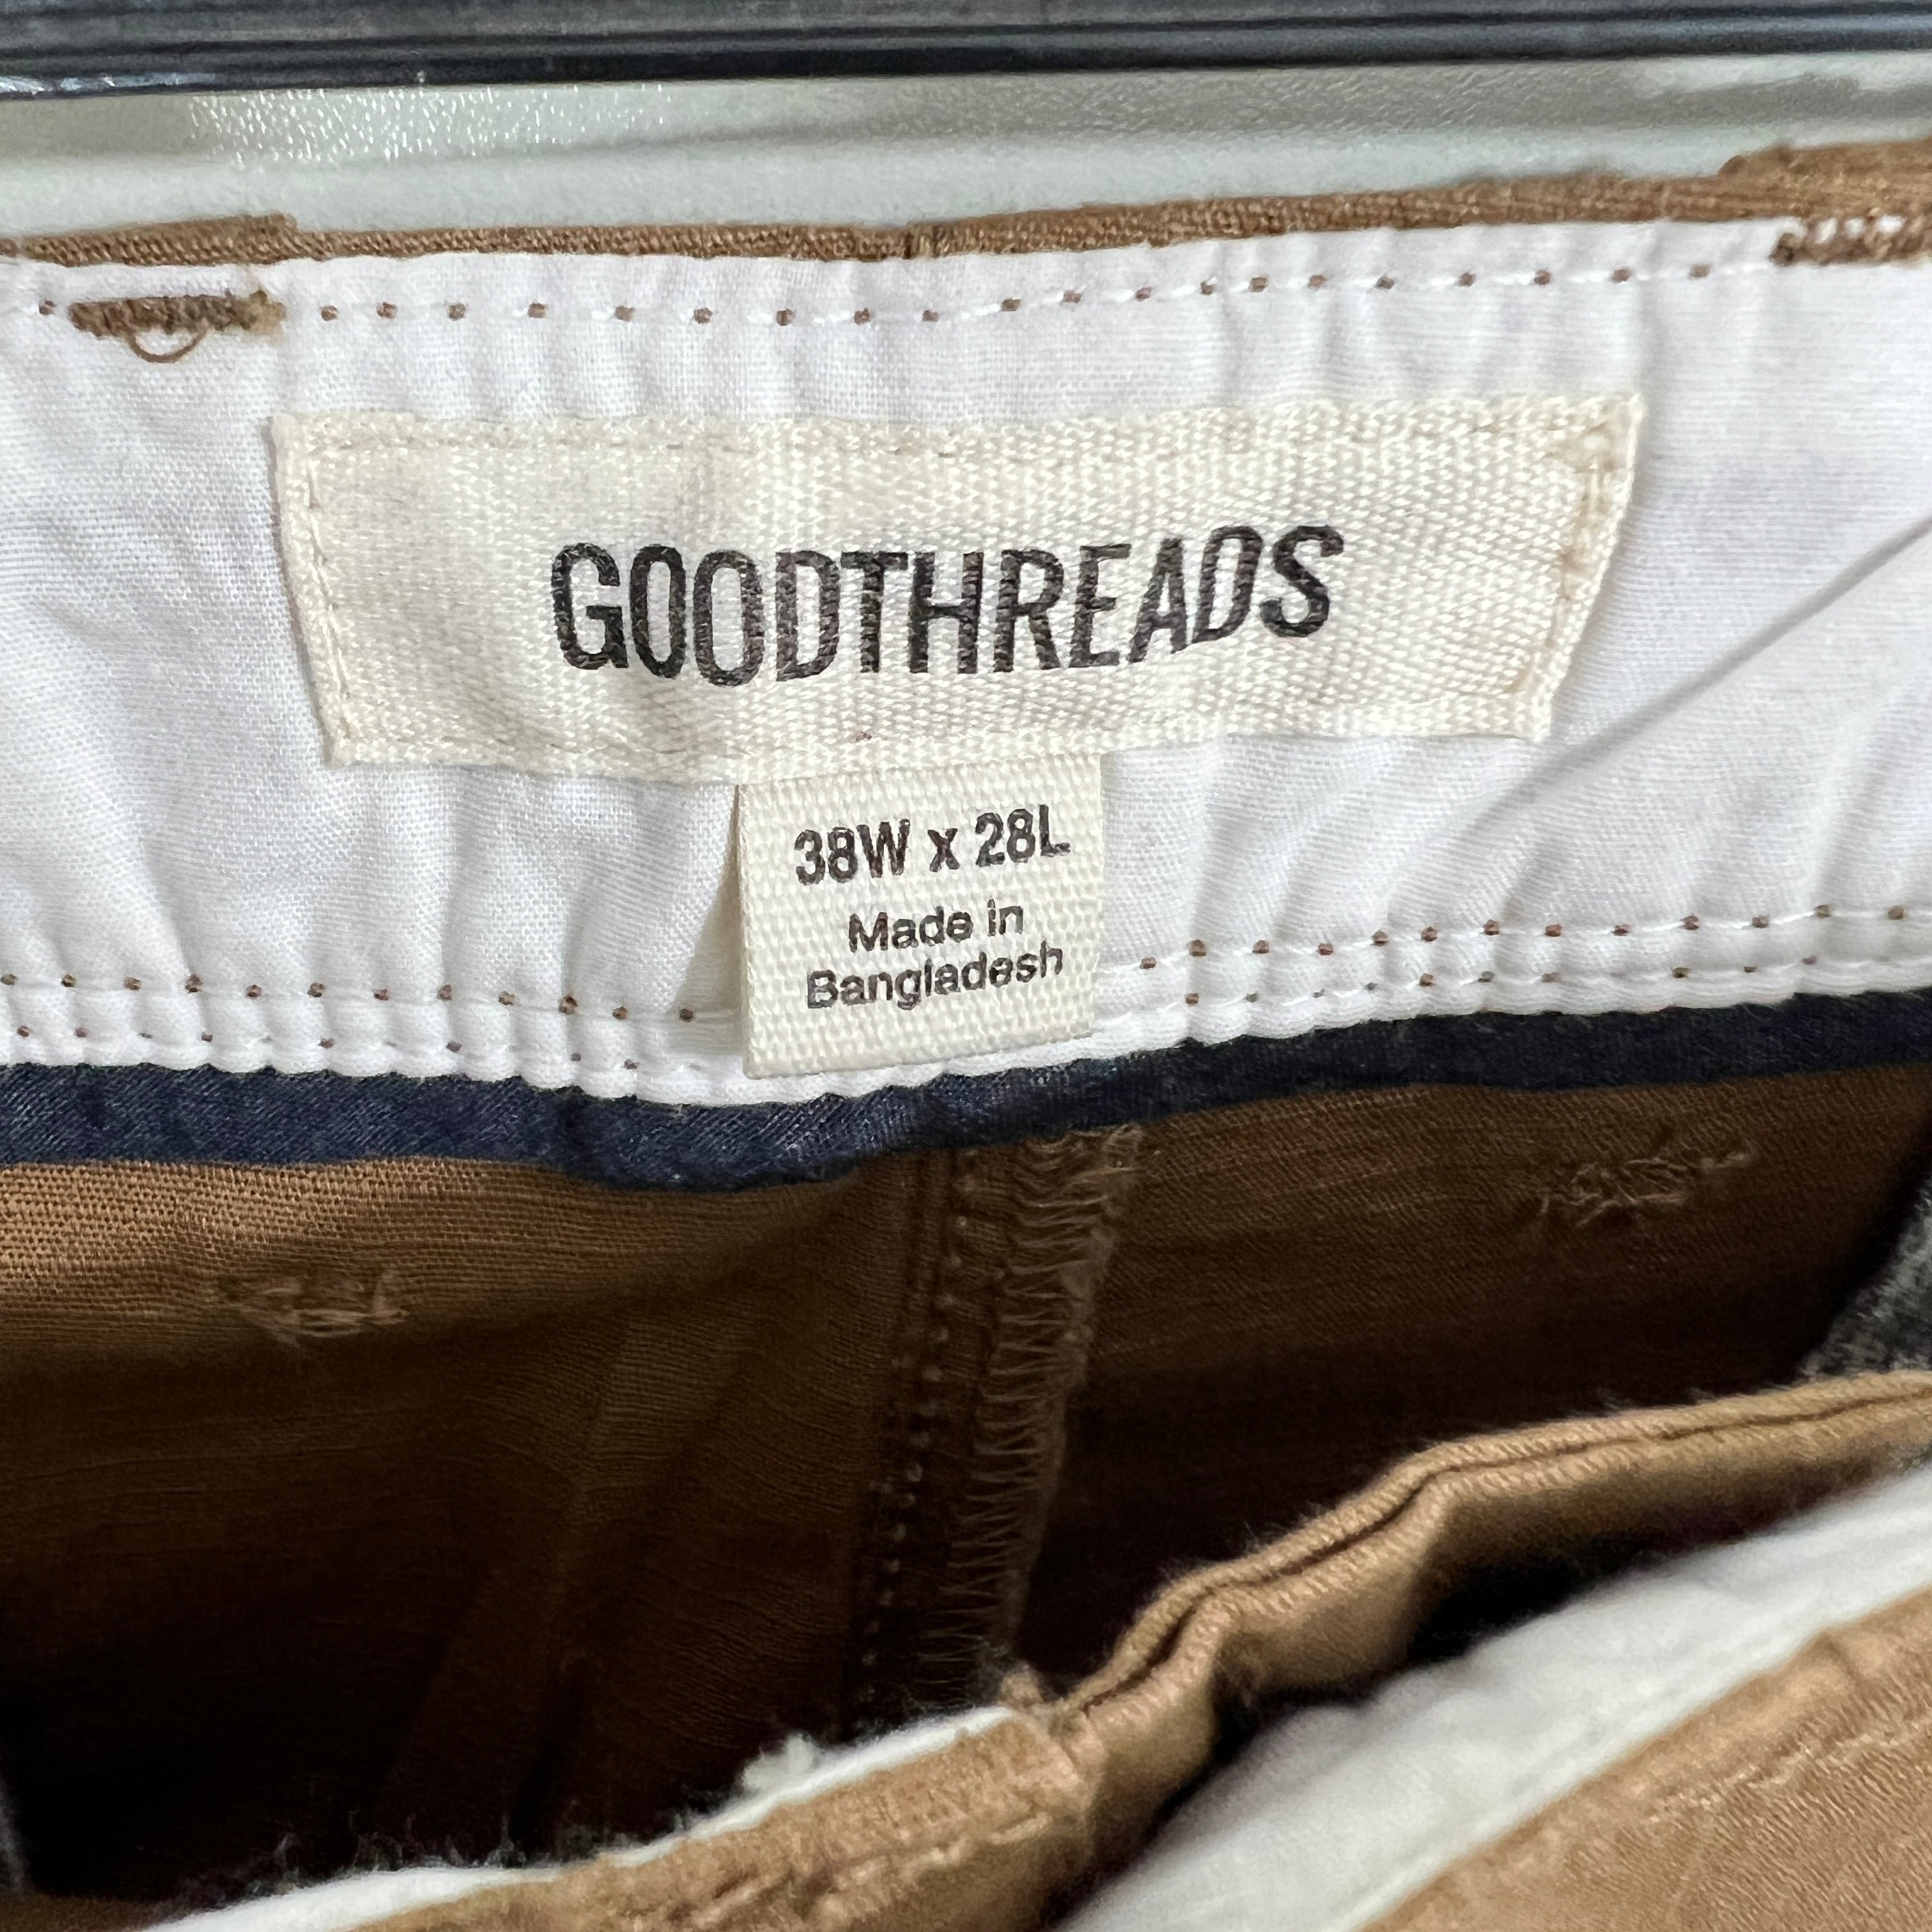 GOODTHREADS
38W x 28L
Made in
Bangladesh